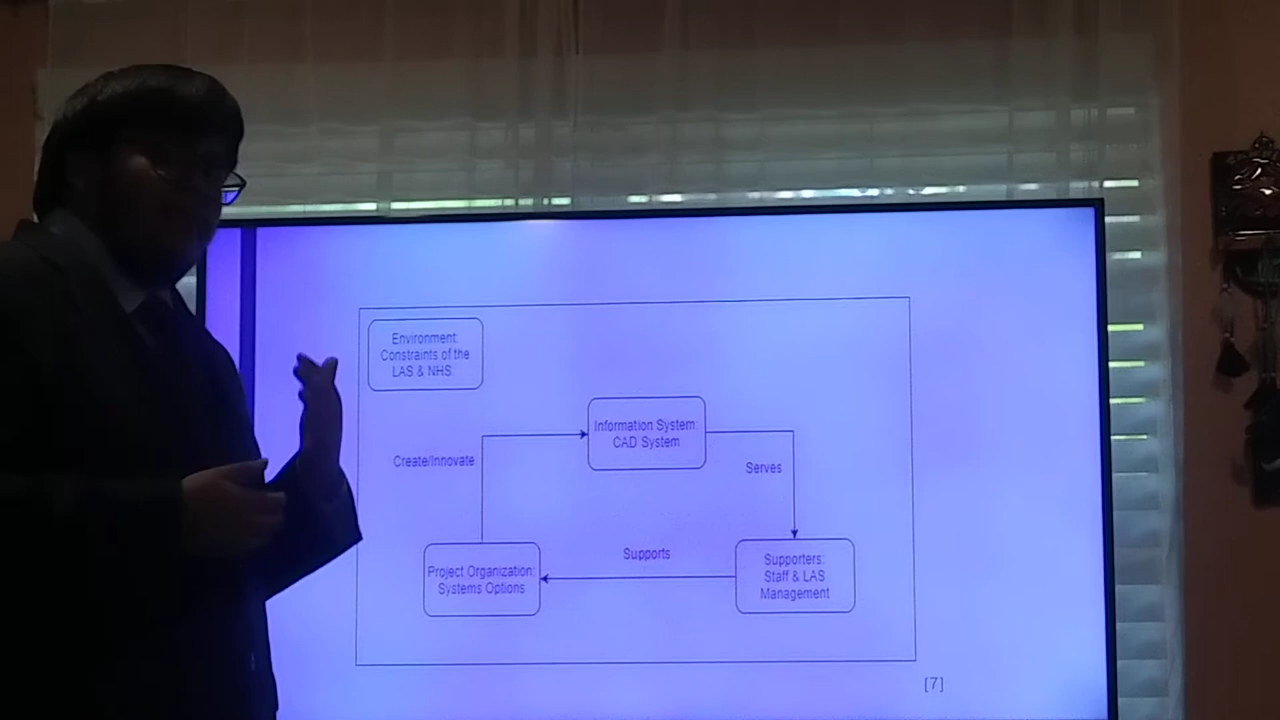 Environment:
Constraints of the
LAS & NHS
Information System:
CAD System
Create/Innovate
Serves
Supports
Project Organization:
Systems Options
Supporters:
Staff & LAS
Management
[7]